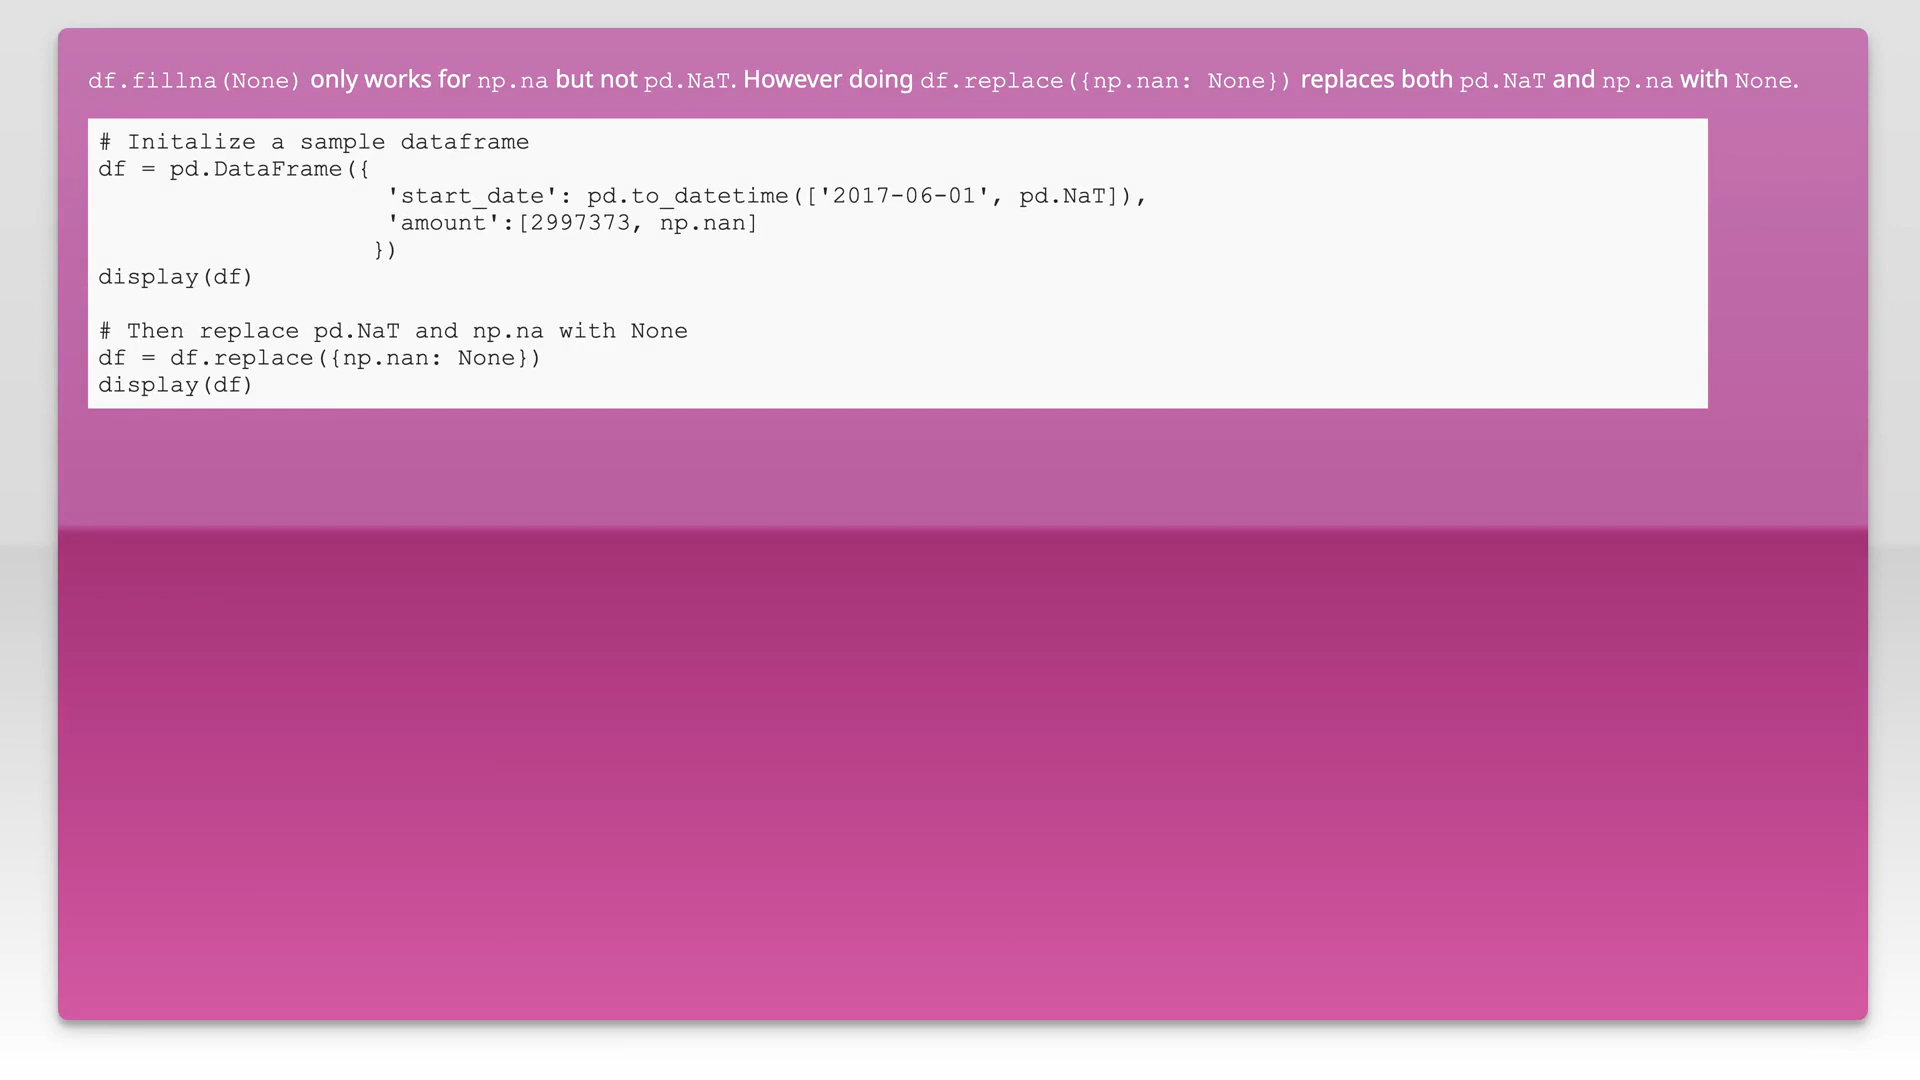 df.fillna(None) only works for np.na but not pd.NaT. However doing df.replace({np.nan: None}) replaces both pd.NaT and np.na with None.
# Initalize a sample dataframe
df = pd.DataFrame({
                    'start_date': pd.to_datetime(['2017-06-01', pd.NaT]),
                    'amount':[2997373, np.nan]
                   })
display(df)

# Then replace pd.NaT and np.na with None
df = df.replace({np.nan: None})
display(df)